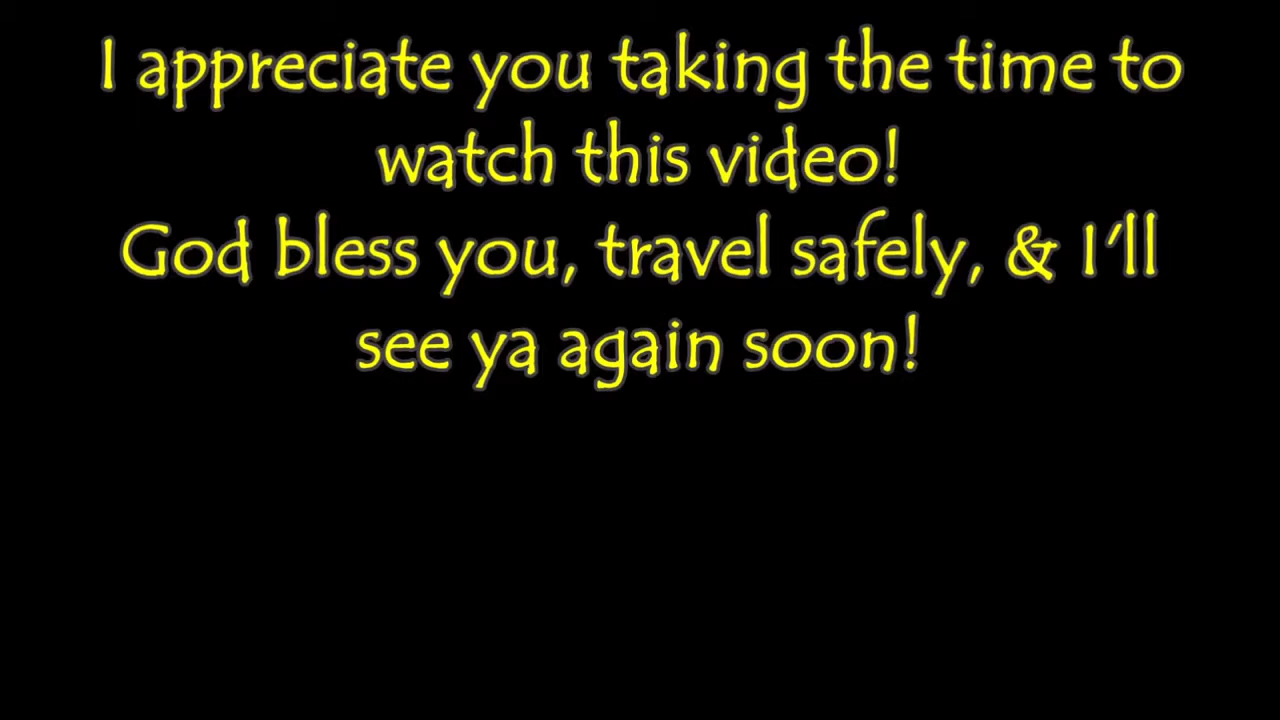 I appreciate you taking the time to
watch this video!
God bless you, travel safely, & I'll
see ya again soon!